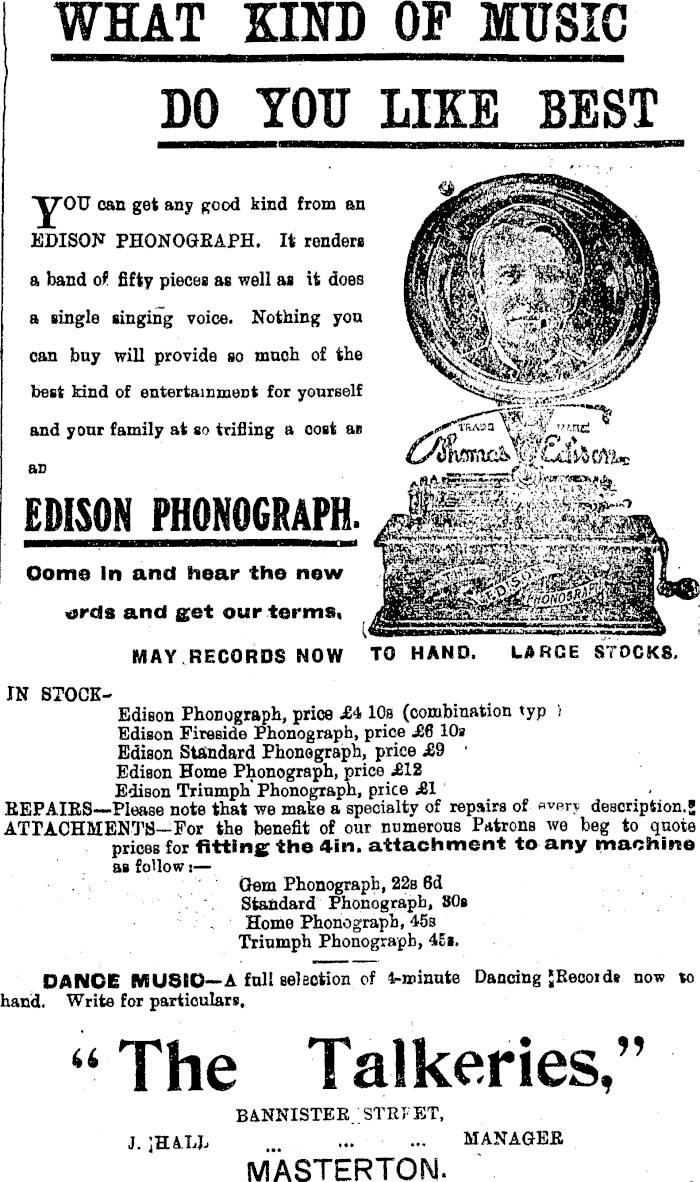 WHAT KIND OF MUSIC
DO YOU LIKE BEST
YOU can get any good kind from an
EDISON PHONOGRAPH. It renders
a band of fifty pieces as well as it does
a single singing voice. Nothing you
can buy will provide so much of the
best kind of entertainment for yourself
and your family at so trifling a cost as
an
EDISON PHONOGRAPH.
TRADE MARK
Thomas Edison
EDISON
PHONOGRAPH
Come in and hear the new
ords and get our terms,
MAY RECORDS NOW TO HAND. LARGE STOCKS.
IN STOCK-
Edison Phonograph, price £4 10s (combination typ )
Edison Fireside Phonograph, price £6 10s
Edison Standard Phonograph, price £9
Edison Home Phonograph, price £12
Edison Triumph Phonograph, price £1
REPAIRS—Please note that we make a specialty of repairs of every description.
ATTACHMENTS—For the benefit of our numerous Patrons we beg to quote
prices for fitting the 4in. attachment to any machine
as follow:—
Gem Phonograph, 22s 6d
Standard Phonograph, 30s
Home Phonograph, 45s
Triumph Phonograph, 45s.
DANCE MUSIC—A full selection of 4-minute Dancing Records now to
hand. Write for particulars.
"The Talkeries,"
BANNISTER STREET,
J. HALL ... ... ... MANAGER
MASTERTON.